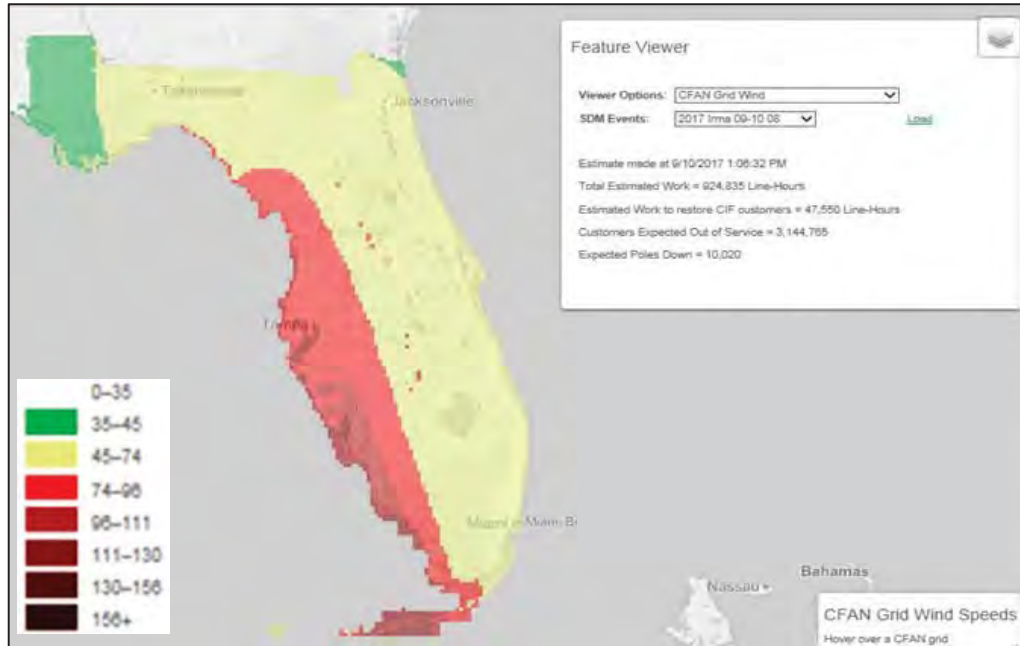 Feature Viewer
Viewer Options: CFAN Grid Wind
SDM Events: 2017 Irma 09-10 08 Load
Estimate made at 9/10/2017 1:06:32 PM
Total Estimated Work = 924,835 Line-Hours
Estimated Work to restore CIF customers = 47,550 Line-Hours
Customers Expected Out of Service = 3,144,765
Expected Poles Down = 10,020
Jacksonville
0–35
35–45
45–74
74–96
96–111
111–130
130–156
156+
Miami
Nassau
Bahamas
CFAN Grid Wind Speeds
Hover over a CFAN grid